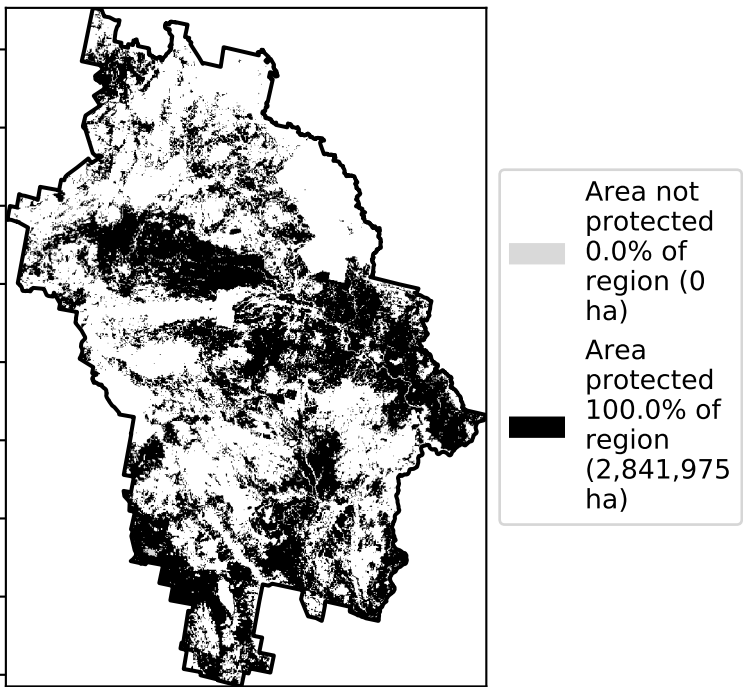 Area not
protected
0.0% of
region (0
ha)
Area
protected
100.0% of
region
(2,841,975
ha)